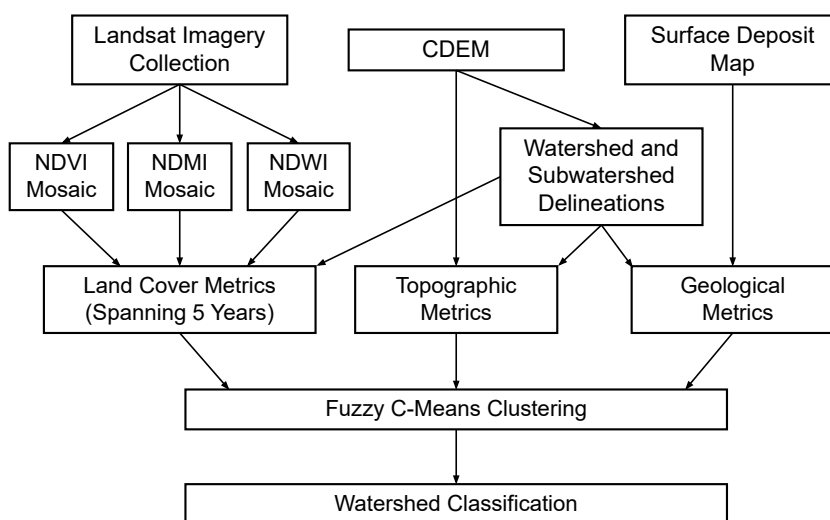 Landsat Imagery
Collection
CDEM
Surface Deposit
Map
NDVI
Mosaic
NDMI
Mosaic
NDWI
Mosaic
Watershed and
Subwatershed
Delineations
Land Cover Metrics
(Spanning 5 Years)
Topographic
Metrics
Geological
Metrics
Fuzzy C-Means Clustering
Watershed Classification